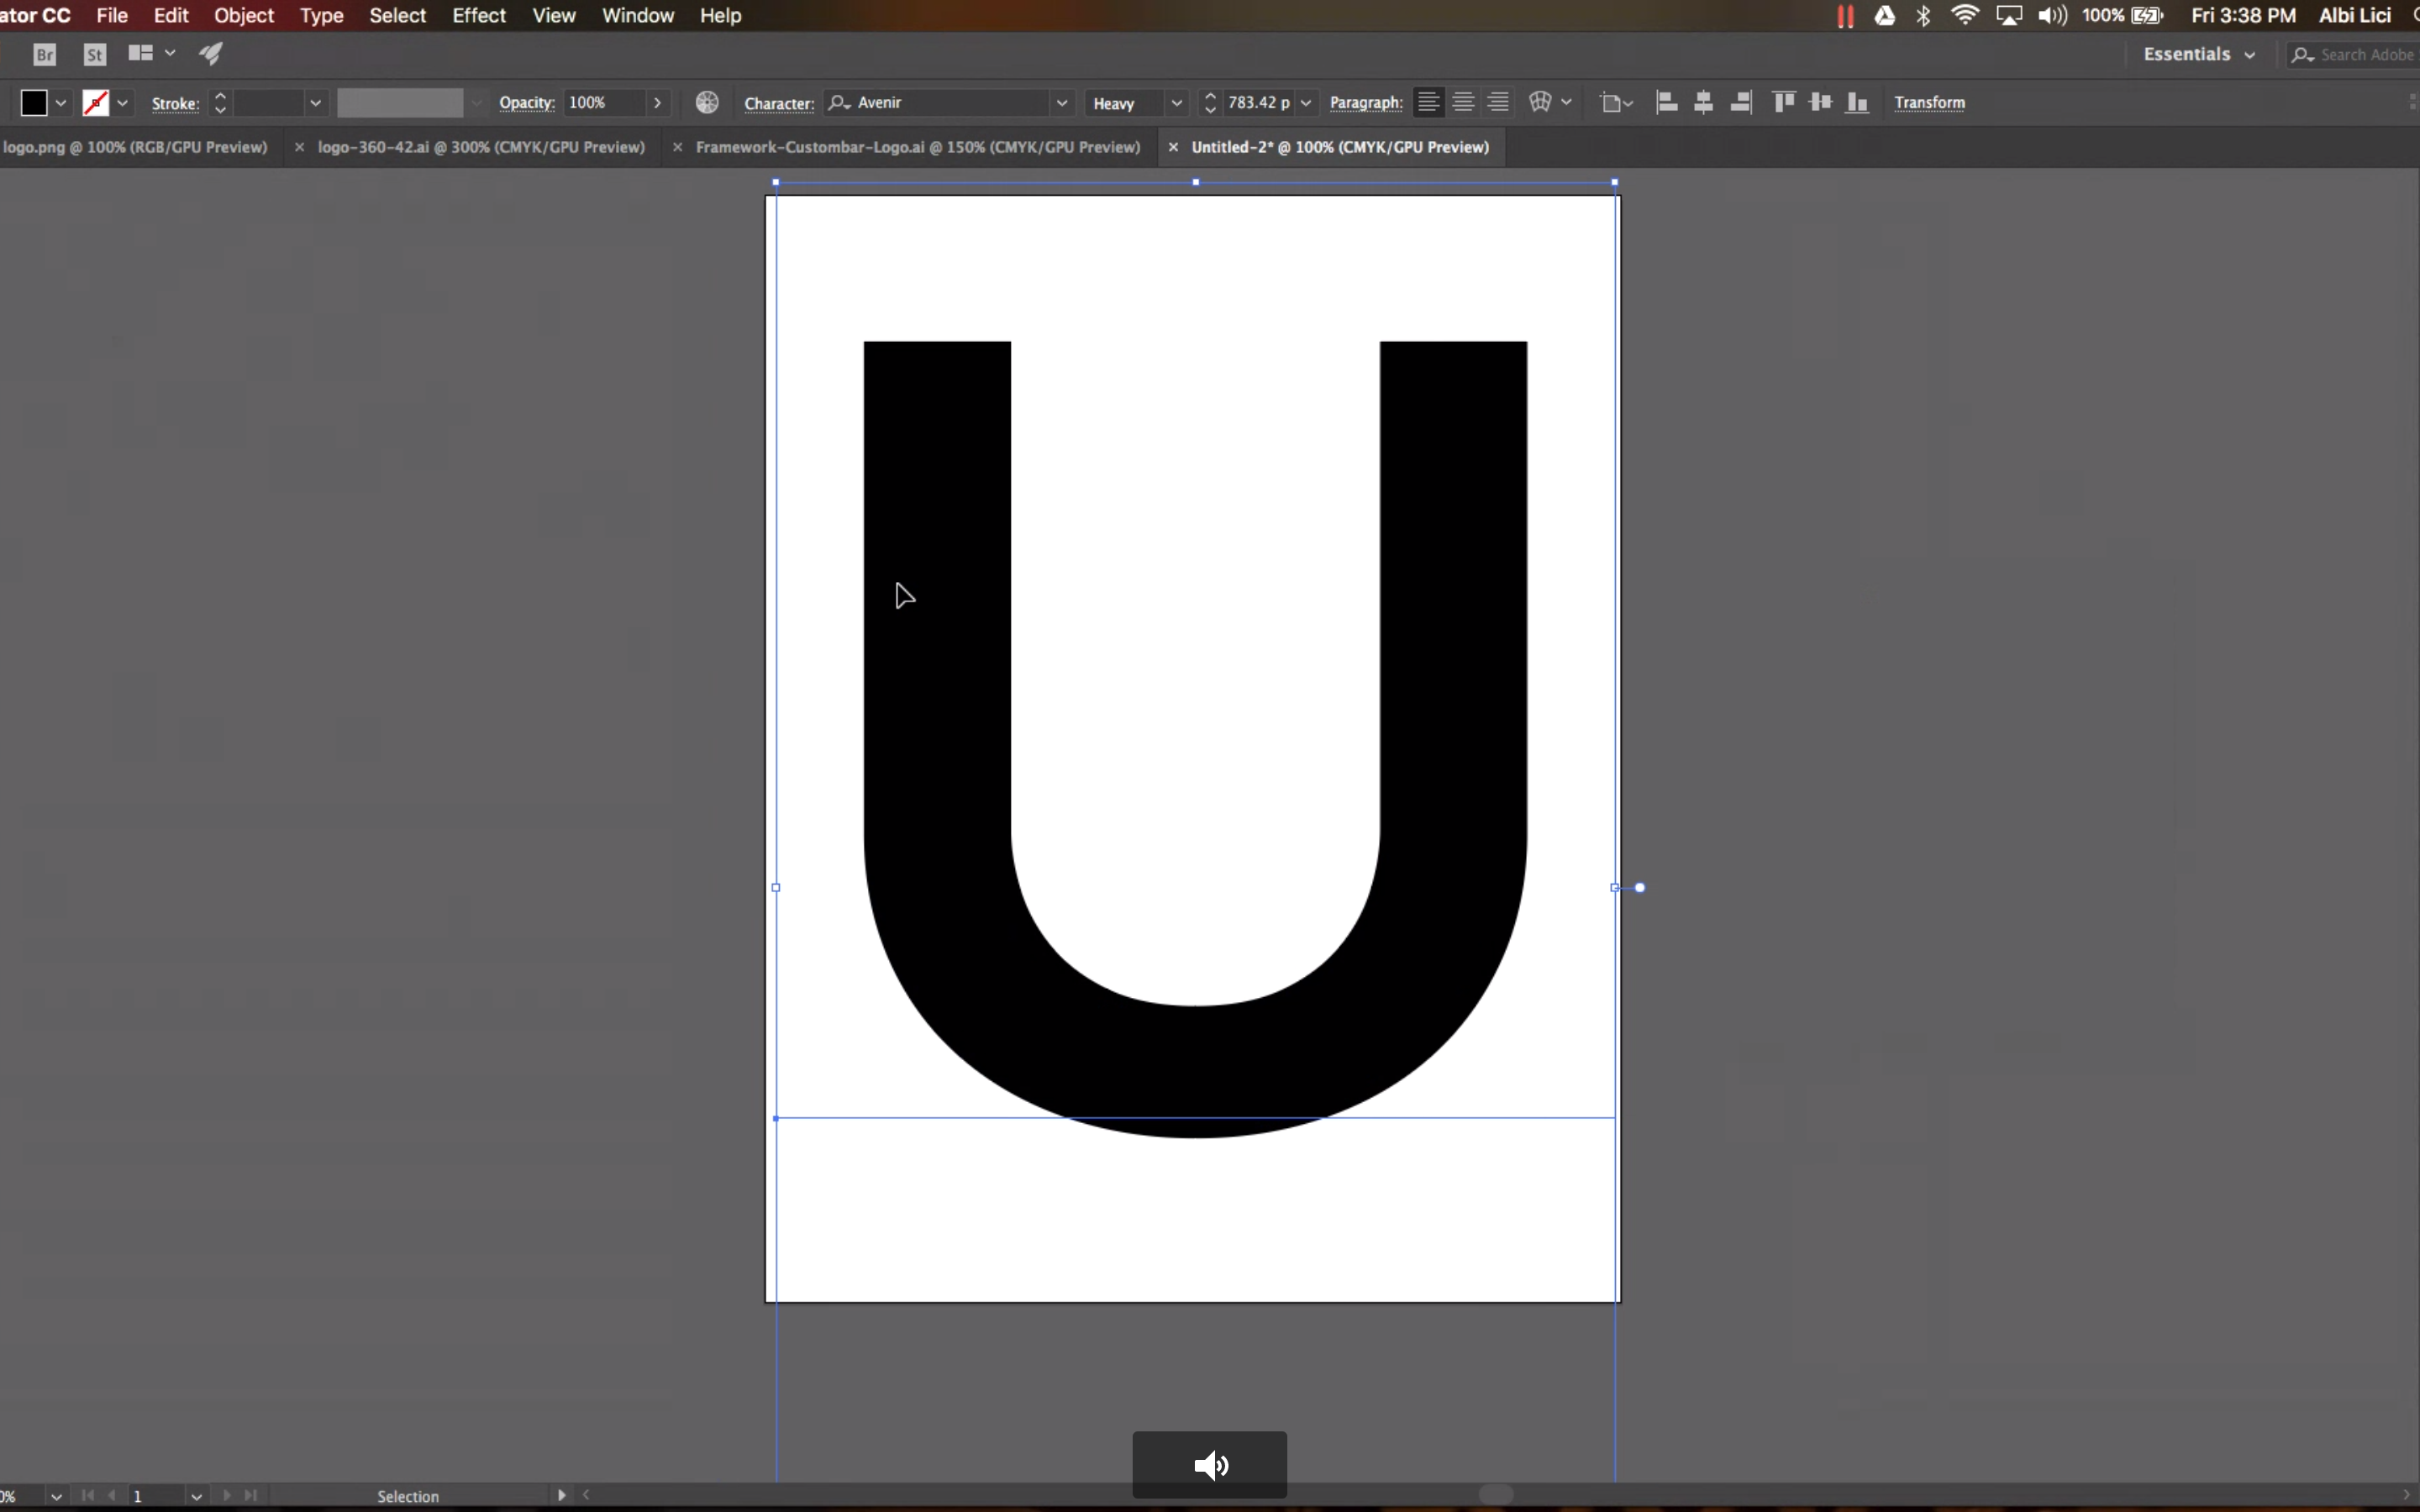 ator CC File Edit Object Type Select Effect View Window Help 100% Fri 3:38 PM Albi Lici
Br St Essentials Search Adobe
Stroke: Opacity: 100% Character: Avenir Heavy 783.42 p Paragraph: Transform
logo.png @ 100% (RGB/GPU Preview) × logo-360-42.ai @ 300% (CMYK/GPU Preview) × Framework-Custombar-Logo.ai @ 150% (CMYK/GPU Preview) × Untitled-2* @ 100% (CMYK/GPU Preview)
U
0% 1 Selection